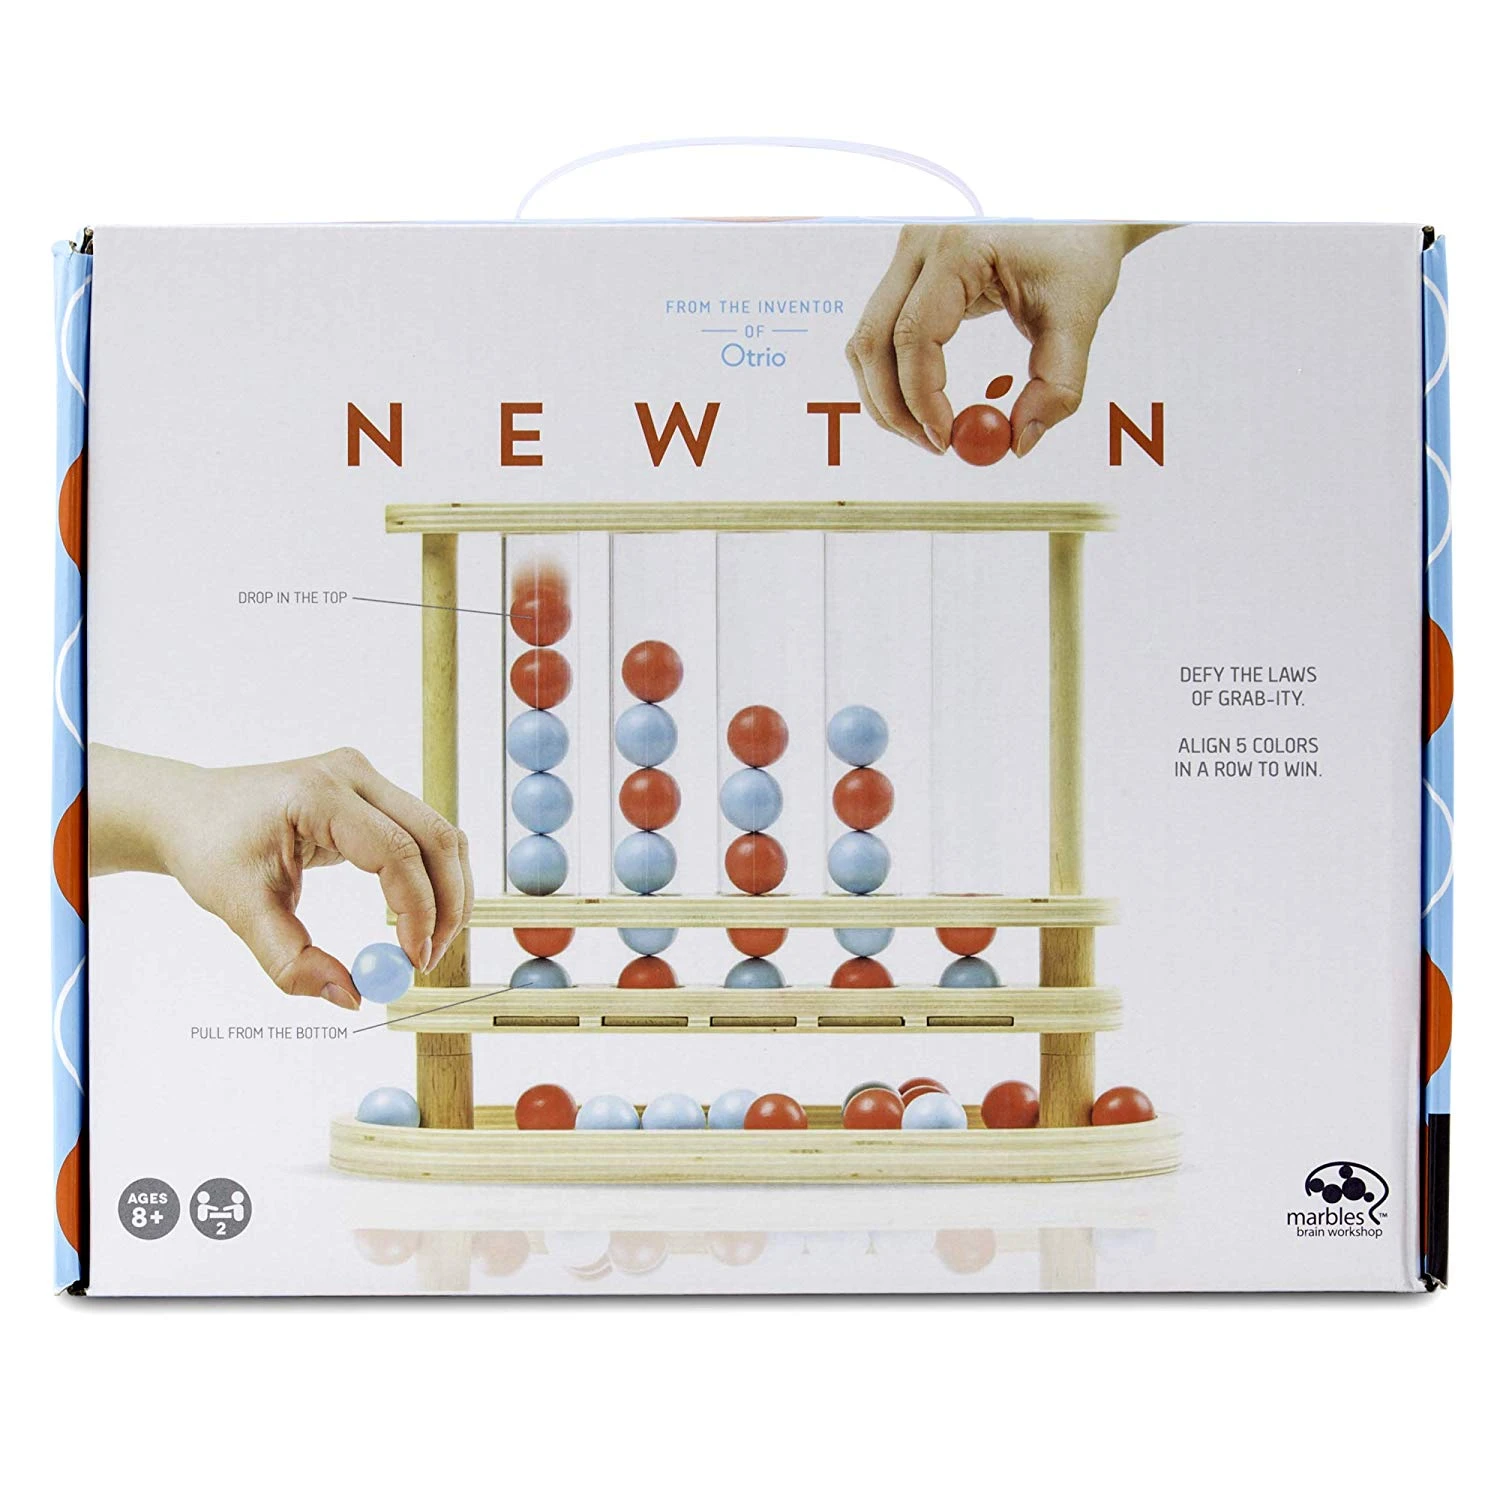 FROM THE INVENTOR
OF
Otrio
NEWTON
DROP IN THE TOP
DEFY THE LAWS
OF GRAB-ITY.
ALIGN 5 COLORS
IN A ROW TO WIN.
PULL FROM THE BOTTOM
AGES
8+
2
marbles™
brain workshop